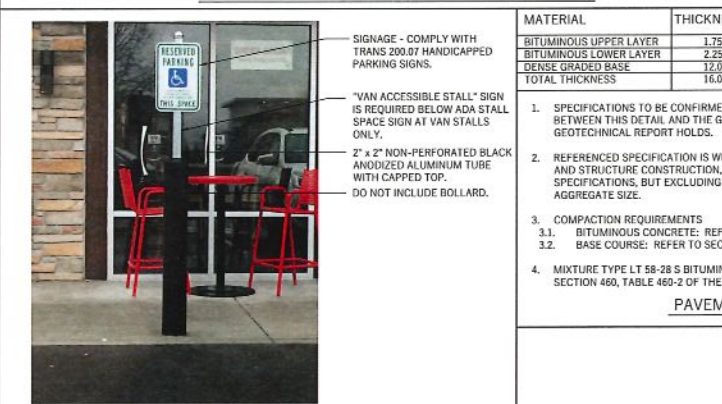 RESERVED
PARKING
THIS SPACE
SIGNAGE - COMPLY WITH
TRANS 200.07 HANDICAPPED
PARKING SIGNS.
"VAN ACCESSIBLE STALL" SIGN
IS REQUIRED BELOW ADA STALL
SPACE SIGN AT VAN STALLS
ONLY.
2" x 2" NON-PERFORATED BLACK
ANODIZED ALUMINUM TUBE
WITH CAPPED TOP.
DO NOT INCLUDE BOLLARD.
MATERIAL THICKN
BITUMINOUS UPPER LAYER 1.75
BITUMINOUS LOWER LAYER 2.25
DENSE GRADED BASE 12.0
TOTAL THICKNESS 16.0
1. SPECIFICATIONS TO BE CONFIRME
BETWEEN THIS DETAIL AND THE G
GEOTECHNICAL REPORT HOLDS.
2. REFERENCED SPECIFICATION IS WI
AND STRUCTURE CONSTRUCTION,
SPECIFICATIONS, BUT EXCLUDING
AGGREGATE SIZE.
3. COMPACTION REQUIREMENTS
3.1. BITUMINOUS CONCRETE: REF
3.2. BASE COURSE: REFER TO SEC
4. MIXTURE TYPE LT 58-28 S BITUMIN
SECTION 460, TABLE 460-2 OF THE
PAVEM